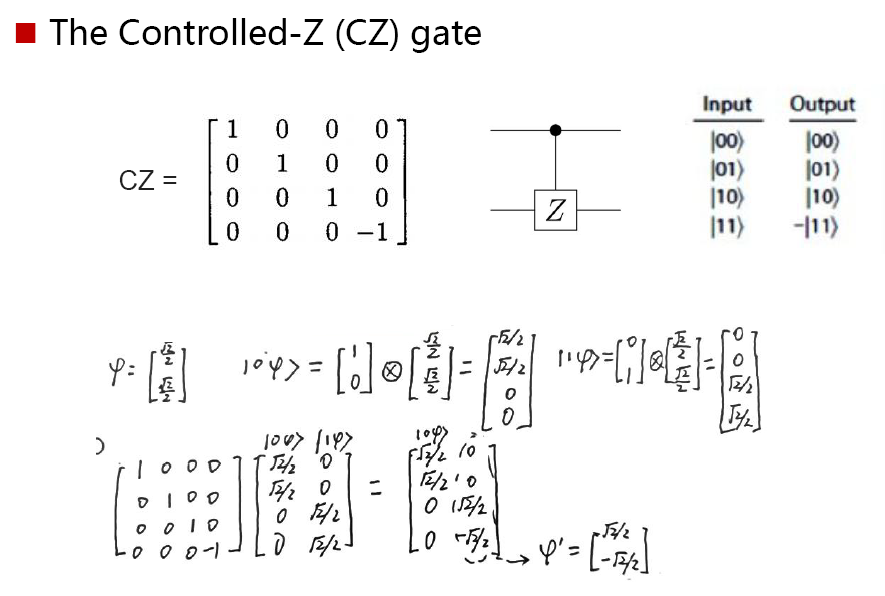 The Controlled-Z (CZ) gate
Input Output
CZ =
1 0 0 0
0 1 0 0
0 0 1 0
0 0 0 -1
Z
|00⟩ |00⟩
|01⟩ |01⟩
|10⟩ |10⟩
|11⟩ -|11⟩
φ = [√2/2 √2/2]
|0φ⟩ = [1 0] ⊗ [√2/2 √2/2] = [√2/2 √2/2 0 0]
|1φ⟩ = [0 1] ⊗ [√2/2 √2/2] = [0 0 √2/2 √2/2]
|0φ⟩ |1φ⟩ |0φ⟩
1 0 0 0 √2/2 0 = √2/2 0
0 1 0 0 √2/2 0 √2/2 0
0 0 1 0 0 √2/2 0 √2/2
0 0 0 -1 0 √2/2 0 -√2/2
→ φ' = [√2/2 -√2/2]